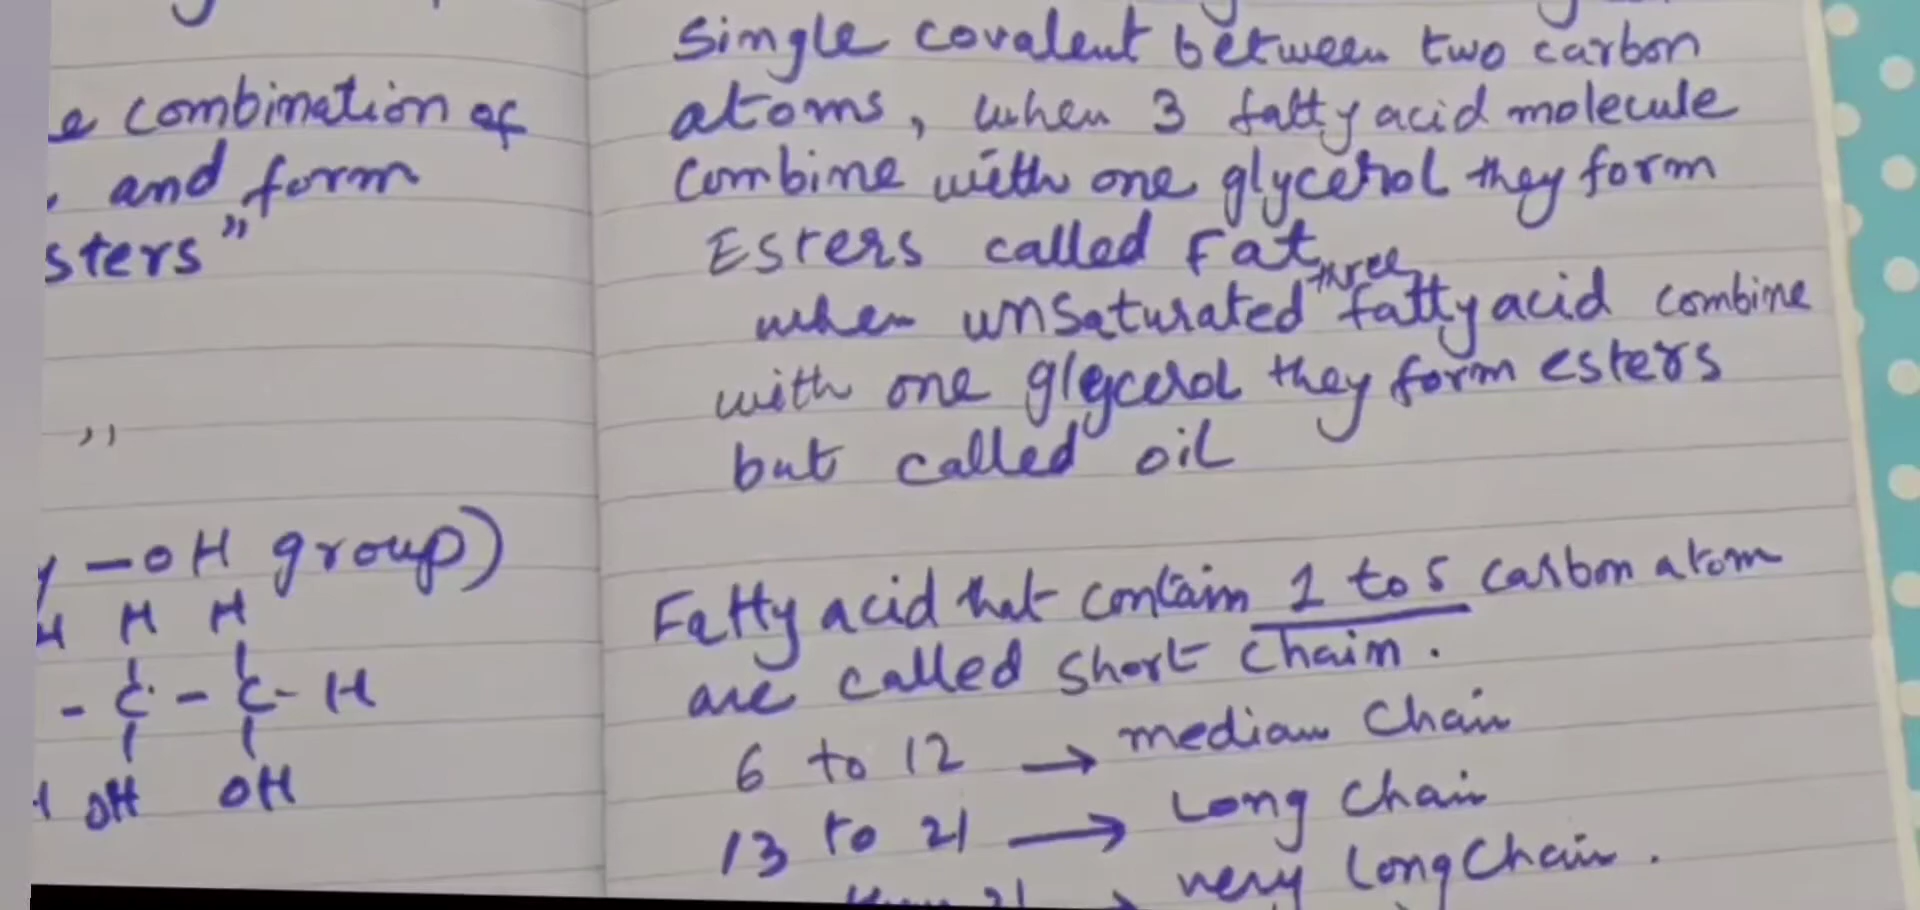 e combination of
and form
sters"
"
y -OH group)
H H H
- C - C - H
OH OH
Single covalent between two carbon
atoms, when 3 fatty acid molecule
combine with one glycerol they form
Esters called Fat
three
when unsaturated fatty acid combine
with one glycerol they form esters
but called oil
Fatty acid that contain 1 to 5 carbon atom
are called short chain.
6 to 12 → median Chain
13 to 21 → Long chain
21 → very Long Chain.